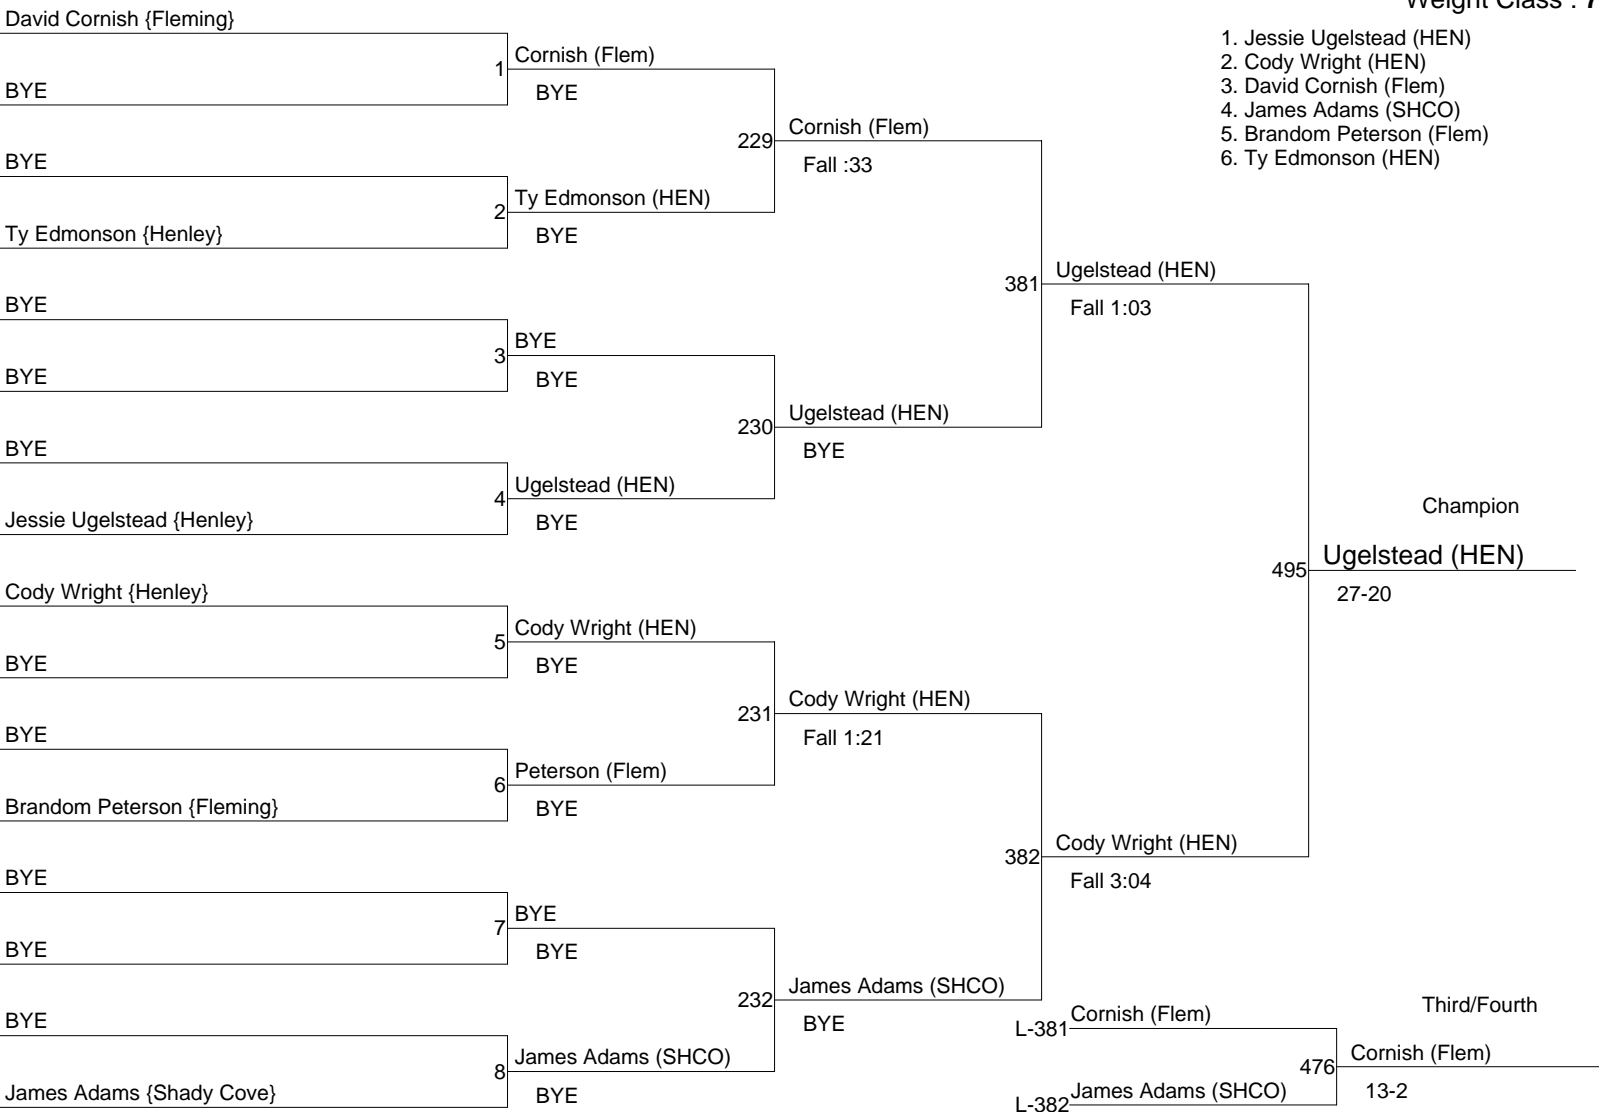 Weight Class : 7
1. Jessie Ugelstead (HEN)
2. Cody Wright (HEN)
3. David Cornish (Flem)
4. James Adams (SHCO)
5. Brandom Peterson (Flem)
6. Ty Edmonson (HEN)
David Cornish {Fleming}
BYE
BYE
Ty Edmonson {Henley}
BYE
BYE
BYE
Jessie Ugelstead {Henley}
Cody Wright {Henley}
BYE
BYE
Brandom Peterson {Fleming}
BYE
BYE
BYE
James Adams {Shady Cove}
1
Cornish (Flem)
BYE
2
Ty Edmonson (HEN)
BYE
3
BYE
BYE
4
Ugelstead (HEN)
BYE
5
Cody Wright (HEN)
BYE
6
Peterson (Flem)
BYE
7
BYE
BYE
8
James Adams (SHCO)
BYE
229
Cornish (Flem)
Fall :33
230
Ugelstead (HEN)
BYE
231
Cody Wright (HEN)
Fall 1:21
232
James Adams (SHCO)
BYE
381
Ugelstead (HEN)
Fall 1:03
382
Cody Wright (HEN)
Fall 3:04
Champion
495
Ugelstead (HEN)
27-20
Third/Fourth
L-381
Cornish (Flem)
L-382
James Adams (SHCO)
476
Cornish (Flem)
13-2